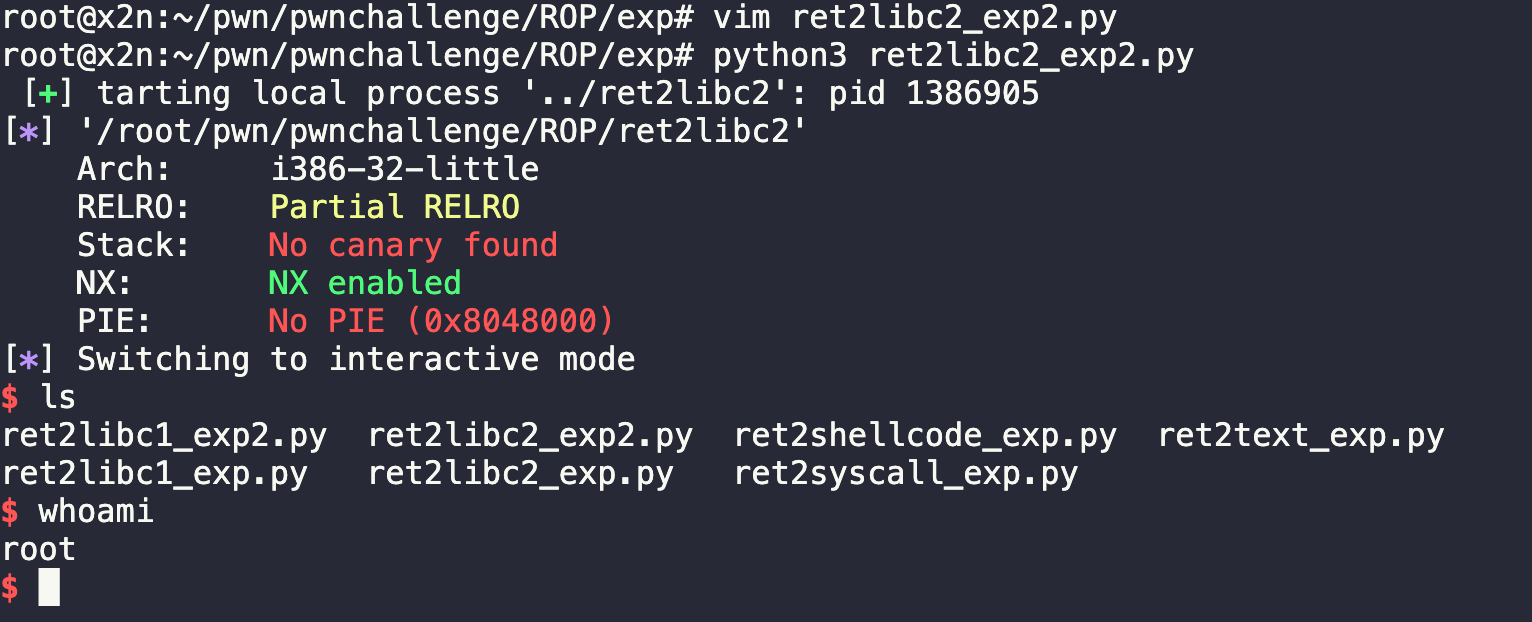 root@x2n:~/pwn/pwnchallenge/ROP/exp# vim ret2libc2_exp2.py
root@x2n:~/pwn/pwnchallenge/ROP/exp# python3 ret2libc2_exp2.py
 [+] tarting local process '../ret2libc2': pid 1386905
[*] '/root/pwn/pwnchallenge/ROP/ret2libc2'
    Arch:     i386-32-little
    RELRO:    Partial RELRO
    Stack:    No canary found
    NX:       NX enabled
    PIE:      No PIE (0x8048000)
[*] Switching to interactive mode
$ ls
ret2libc1_exp2.py  ret2libc2_exp2.py  ret2shellcode_exp.py  ret2text_exp.py
ret2libc1_exp.py   ret2libc2_exp.py   ret2syscall_exp.py
$ whoami
root
$